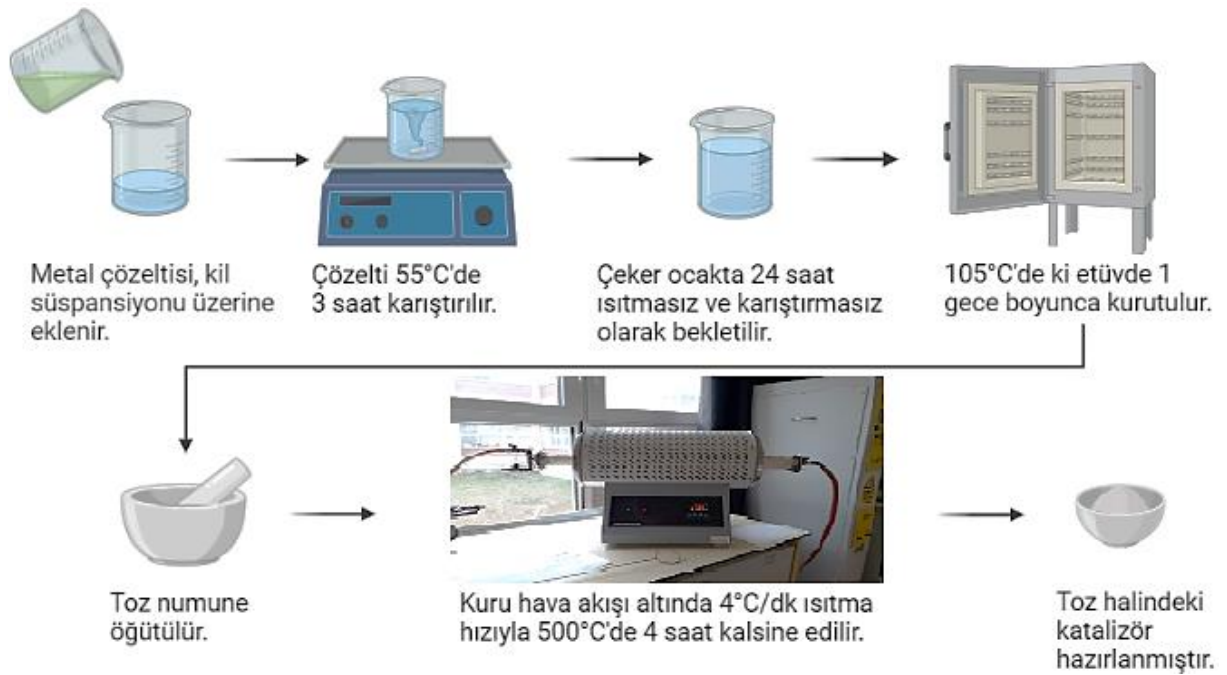 Metal çözeltisi, kil
süspansiyonu üzerine
eklenir.
Çözelti 55°C'de
3 saat karıştırılır.
Çeker ocakta 24 saat
ısıtmasız ve karıştırmasız
olarak bekletilir.
105°C'de ki etüvde 1
gece boyunca kurutulur.
Toz numune
öğütülür.
Kuru hava akışı altında 4°C/dk ısıtma
hızıyla 500°C'de 4 saat kalsine edilir.
Toz halindeki
katalizör
hazırlanmıştır.